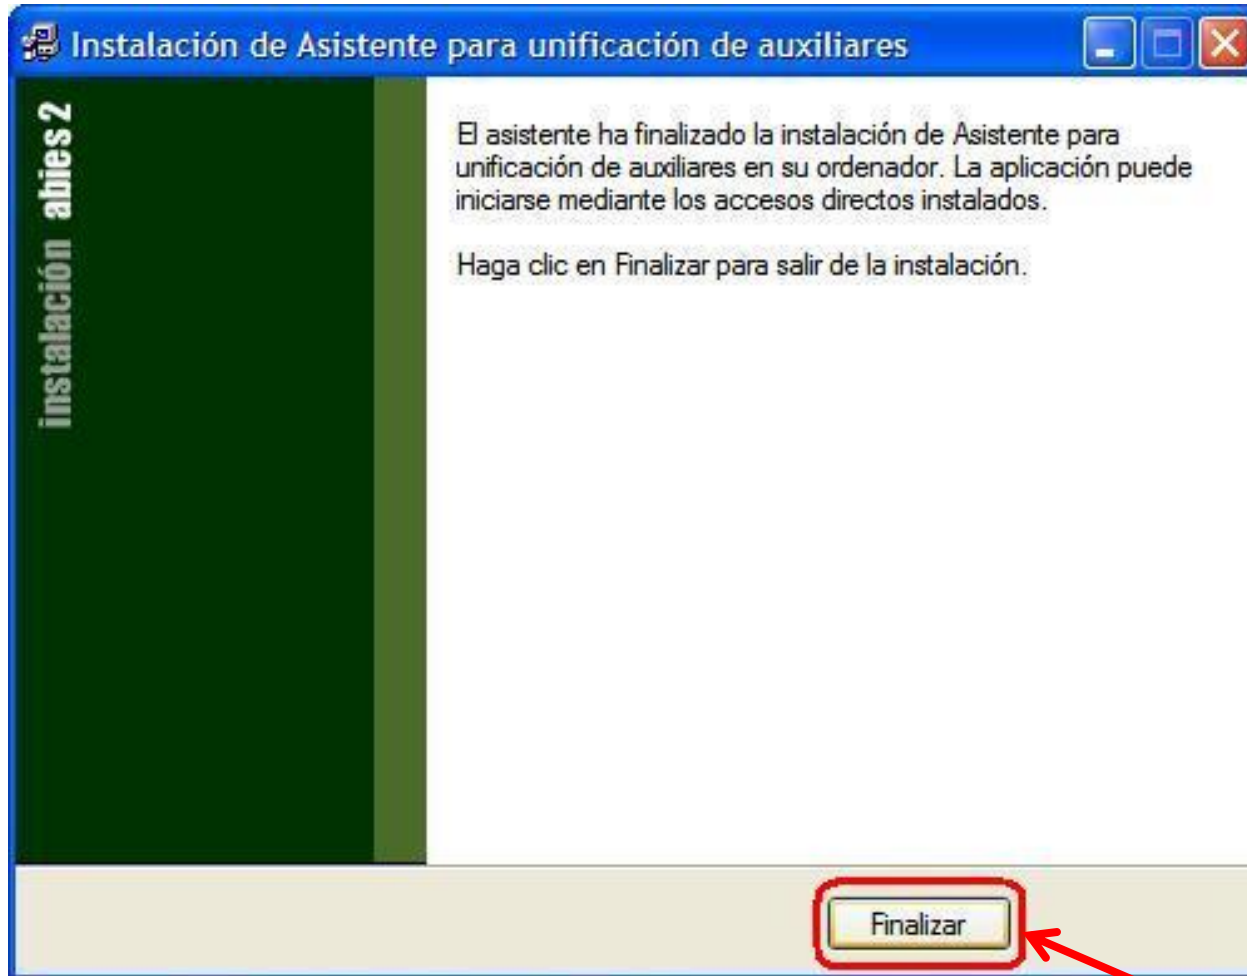 Instalación de Asistente para unificación de auxiliares
instalación abies 2
El asistente ha finalizado la instalación de Asistente para
unificación de auxiliares en su ordenador. La aplicación puede
iniciarse mediante los accesos directos instalados.
Haga clic en Finalizar para salir de la instalación.
Finalizar